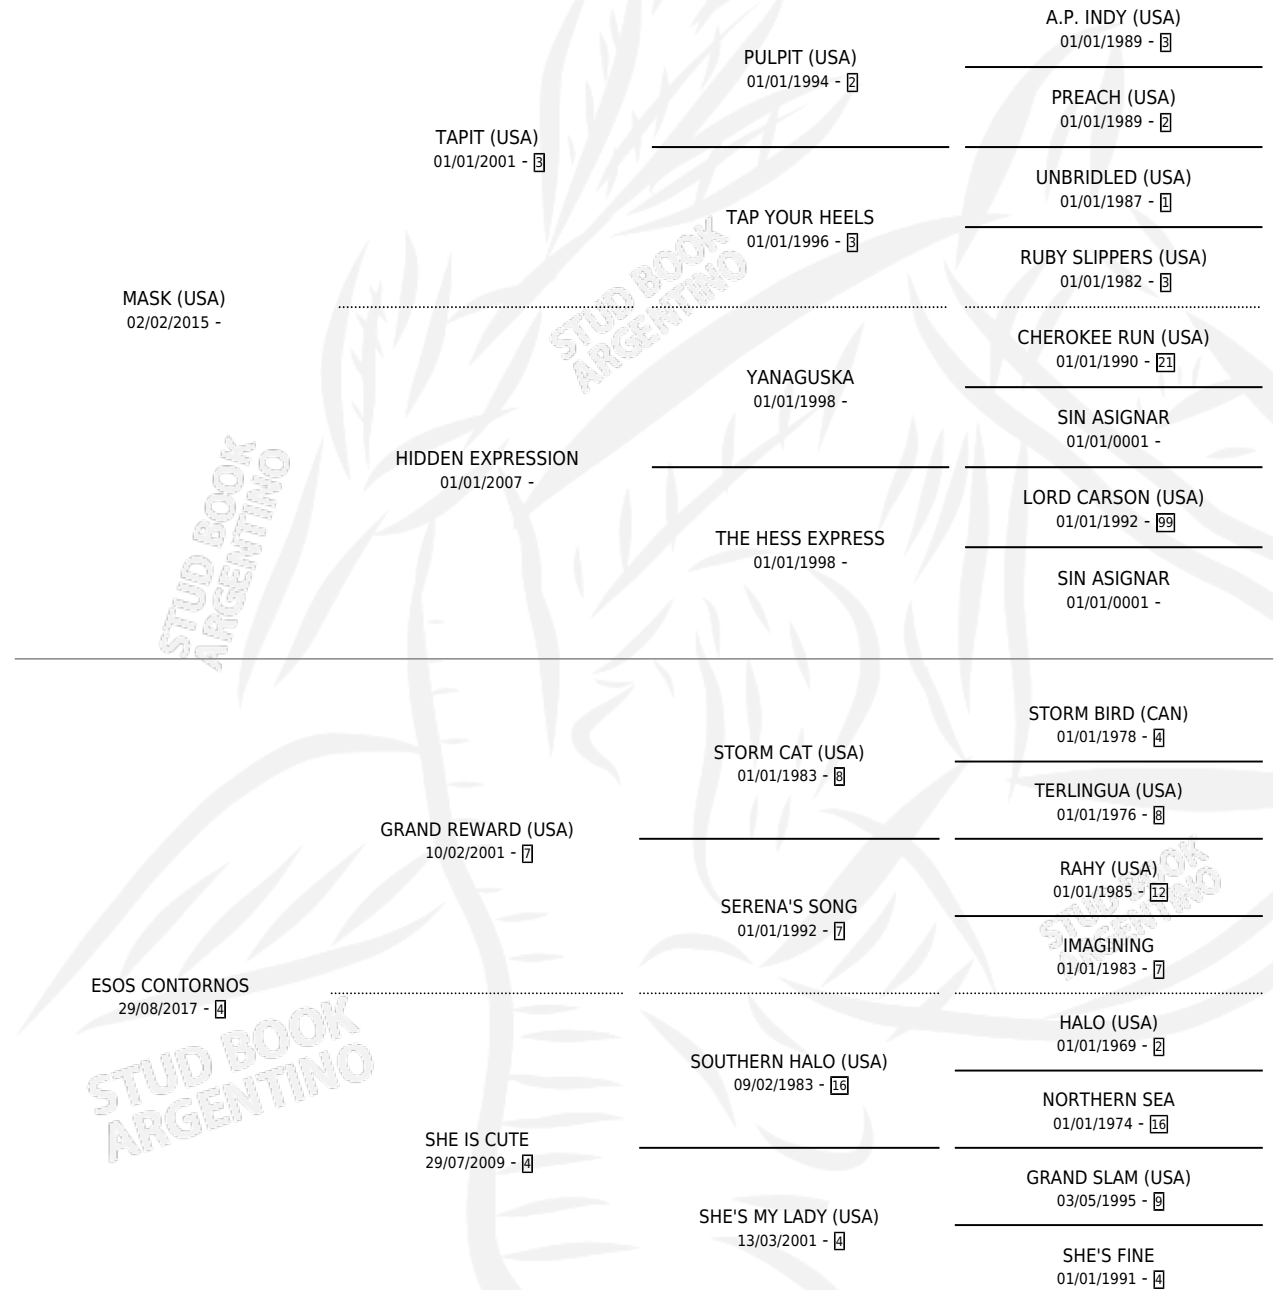 A.P. INDY (USA)
01/01/1989 - 3
PULPIT (USA)
01/01/1994 - 2
PREACH (USA)
01/01/1989 - 2
TAPIT (USA)
01/01/2001 - 3
UNBRIDLED (USA)
01/01/1987 - 1
TAP YOUR HEELS
01/01/1996 - 3
RUBY SLIPPERS (USA)
01/01/1982 - 3
MASK (USA)
02/02/2015 -
CHEROKEE RUN (USA)
01/01/1990 - 21
YANAGUSKA
01/01/1998 -
SIN ASIGNAR
01/01/0001 -
HIDDEN EXPRESSION
01/01/2007 -
LORD CARSON (USA)
01/01/1992 - 99
THE HESS EXPRESS
01/01/1998 -
SIN ASIGNAR
01/01/0001 -
STORM BIRD (CAN)
01/01/1978 - 4
STORM CAT (USA)
01/01/1983 - 8
TERLINGUA (USA)
01/01/1976 - 8
GRAND REWARD (USA)
10/02/2001 - 7
RAHY (USA)
01/01/1985 - 12
SERENA'S SONG
01/01/1992 - 7
IMAGINING
01/01/1983 - 7
ESOS CONTORNOS
29/08/2017 - 4
HALO (USA)
01/01/1969 - 2
SOUTHERN HALO (USA)
09/02/1983 - 16
NORTHERN SEA
01/01/1974 - 16
SHE IS CUTE
29/07/2009 - 4
GRAND SLAM (USA)
03/05/1995 - 9
SHE'S MY LADY (USA)
13/03/2001 - 4
SHE'S FINE
01/01/1991 - 4
STUD BOOK
ARGENTINO
STUD BOOK
ARGENTINO
STUD BOOK
ARGENTINO
STUD BOOK
ARGENTINO